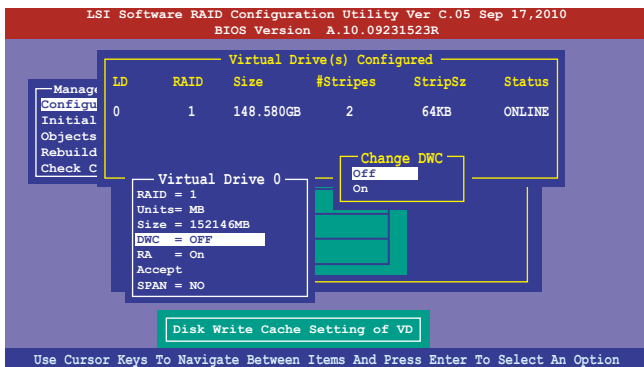 LSI Software RAID Configuration Utility Ver C.05 Sep 17,2010
BIOS Version A.10.09231523R
Virtual Drive(s) Configured
LD RAID Size #Stripes StripSz Status
0 1 148.580GB 2 64KB ONLINE
Manage
Configu
Initial
Objects
Rebuild
Check C
Change DWC
Off
On
Virtual Drive 0
RAID = 1
Units= MB
Size = 152146MB
DWC = OFF
RA = On
Accept
SPAN = NO
Disk Write Cache Setting of VD
Use Cursor Keys To Navigate Between Items And Press Enter To Select An Option